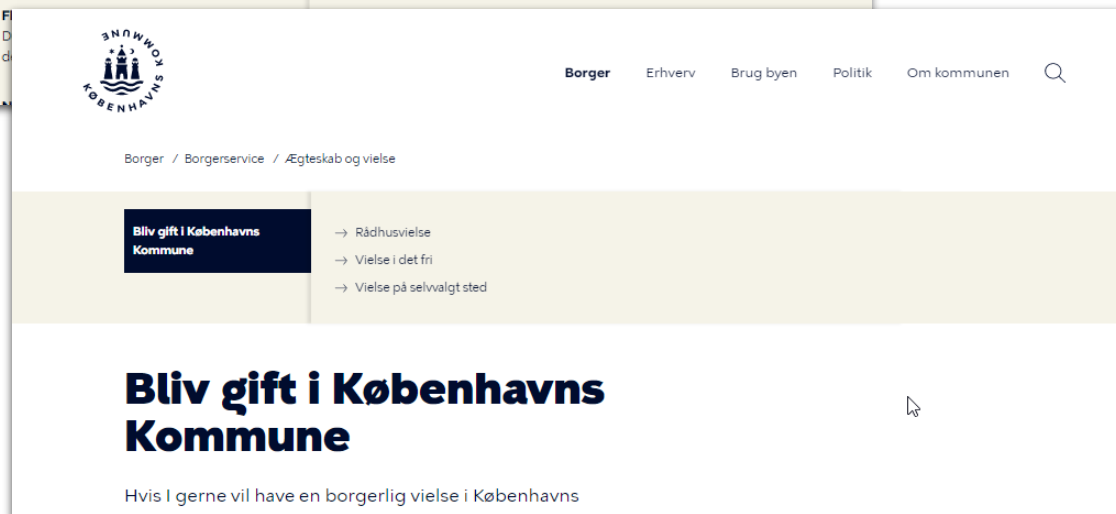 KØBENHAVNS KOMMUNE
Borger Erhverv Brug byen Politik Om kommunen
Borger / Borgerservice / Ægteskab og vielse
Bliv gift i Københavns
Kommune
→ Rådhusvielse
→ Vielse i det fri
→ Vielse på selvvalgt sted
Bliv gift i Københavns
Kommune
Hvis I gerne vil have en borgerlig vielse i Københavns